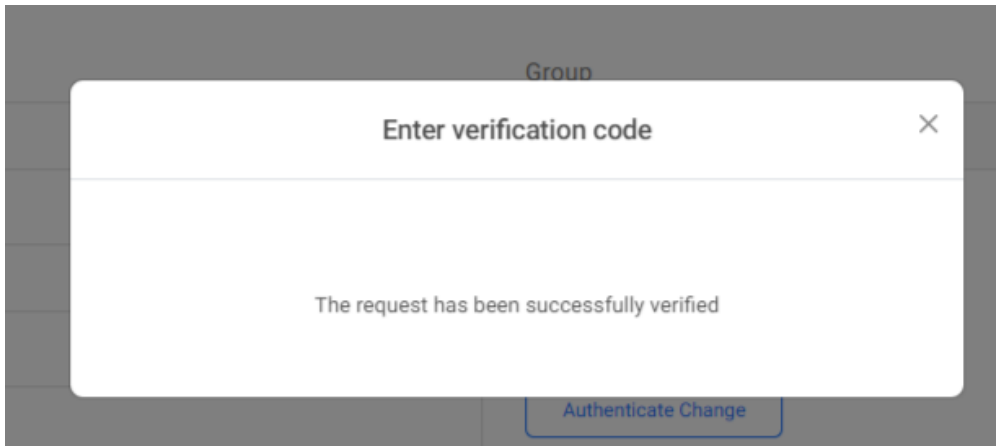 Group
Enter verification code
The request has been successfully verified
Authenticate Change